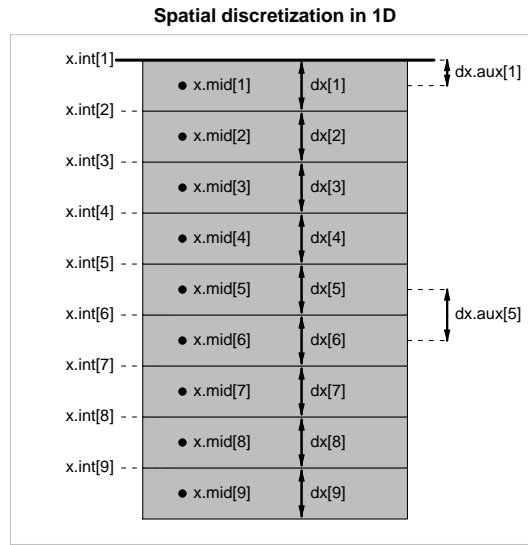 Spatial discretization in 1D
x.int[1]
x.mid[1] dx[1] dx.aux[1]
x.int[2]
x.mid[2] dx[2]
x.int[3]
x.mid[3] dx[3]
x.int[4]
x.mid[4] dx[4]
x.int[5]
x.mid[5] dx[5]
x.int[6] dx.aux[5]
x.mid[6] dx[6]
x.int[7]
x.mid[7] dx[7]
x.int[8]
x.mid[8] dx[8]
x.int[9]
x.mid[9] dx[9]